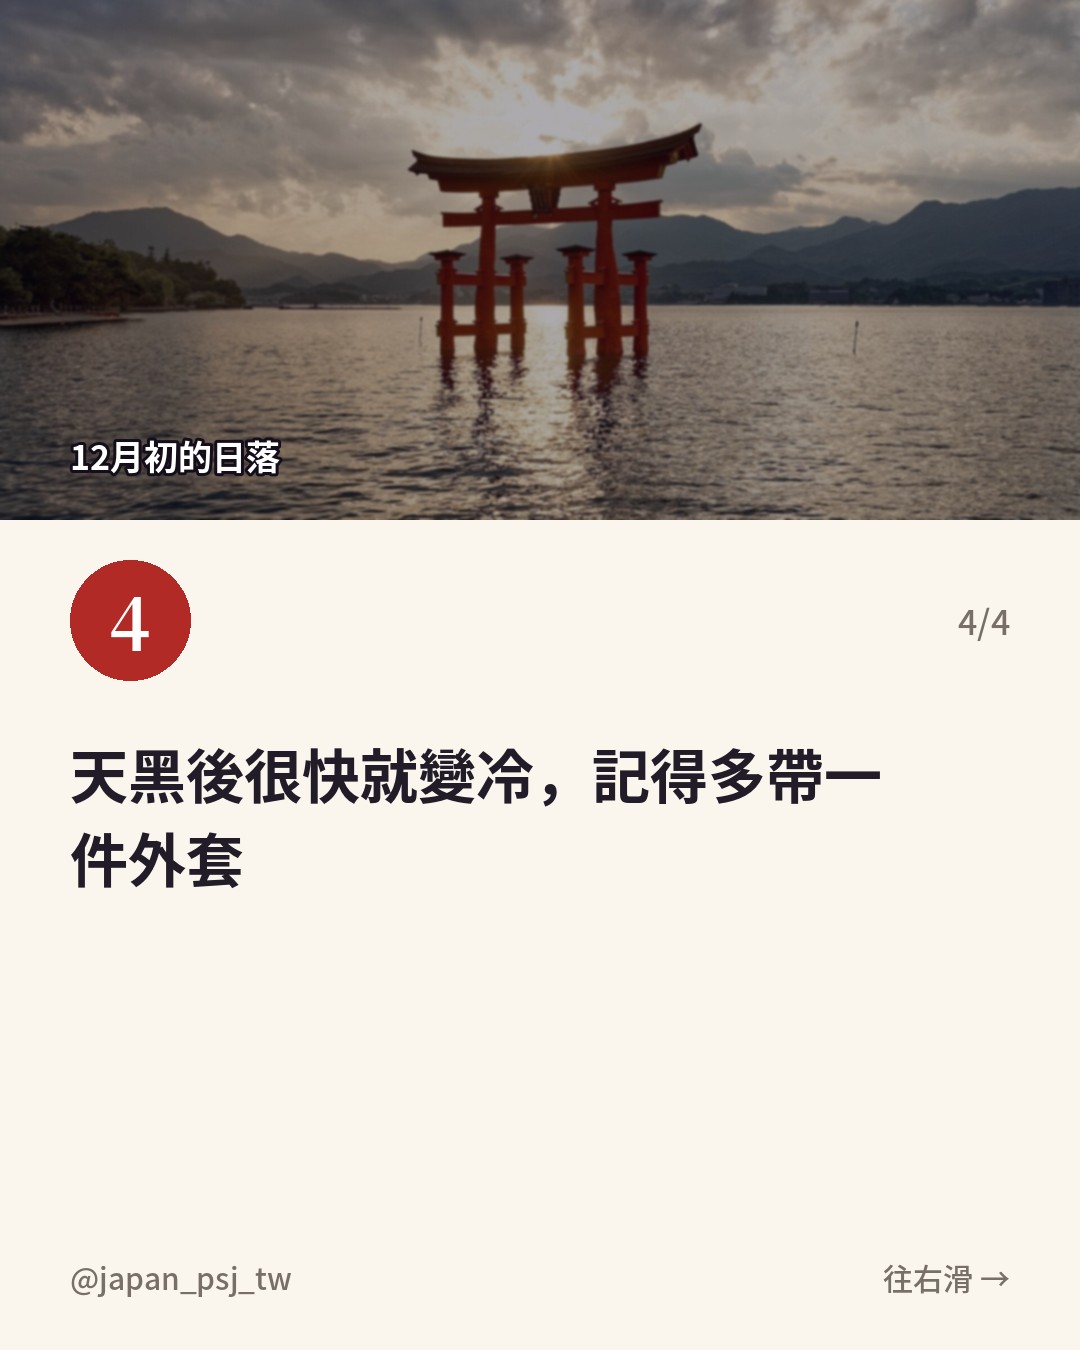 12月初的日落
4
4/4
天黑後很快就變冷，記得多帶一
件外套
@japan_psj_tw
往右滑 →